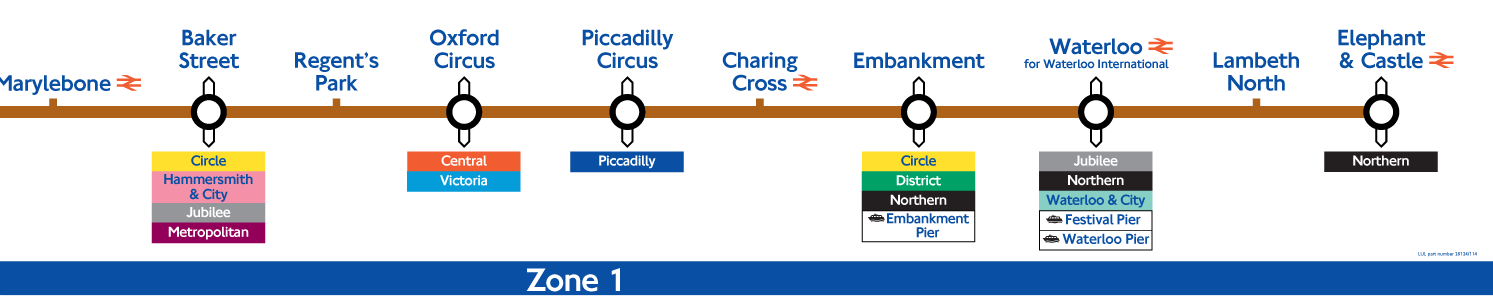 Marylebone
Baker
Street
Regent's
Park
Oxford
Circus
Piccadilly
Circus
Charing
Cross
Embankment
Waterloo
for Waterloo International
Lambeth
North
Elephant
& Castle
Circle
Hammersmith
& City
Jubilee
Metropolitan
Central
Victoria
Piccadilly
Circle
District
Northern
Embankment
Pier
Jubilee
Northern
Waterloo & City
Festival Pier
Waterloo Pier
Northern
LUL part number
Zone 1